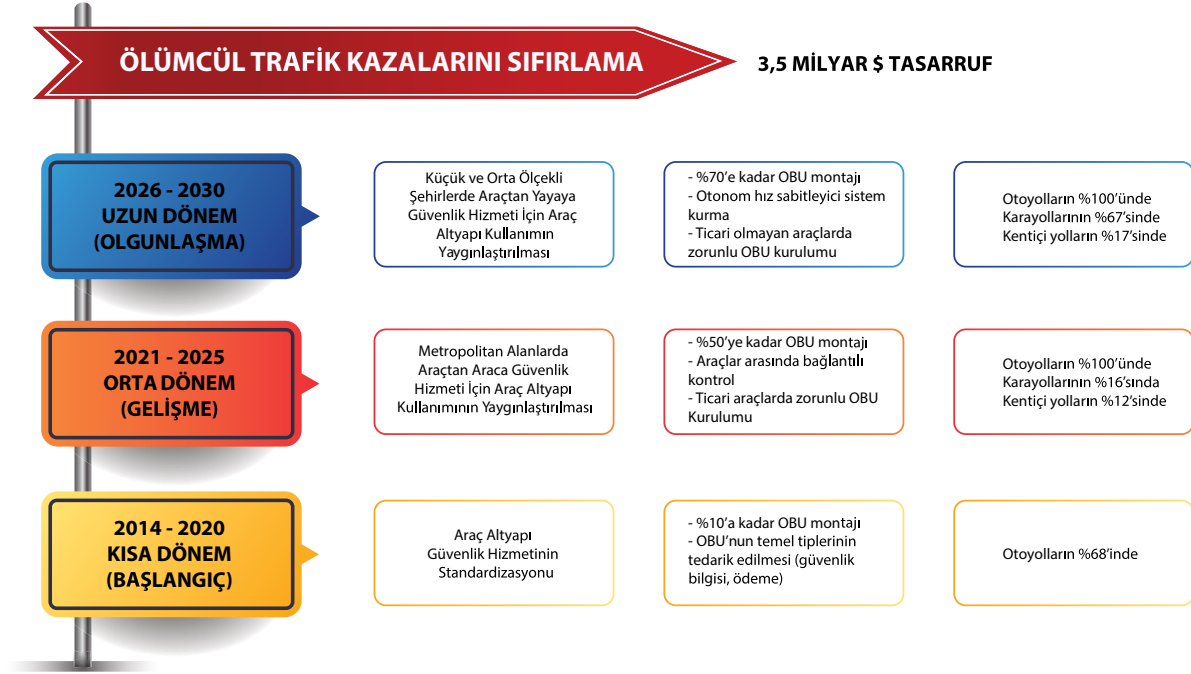 ÖLÜMCÜL TRAFİK KAZALARINI SIFIRLAMA
3,5 MİLYAR $ TASARRUF
2026 - 2030
UZUN DÖNEM
(OLGUNLAŞMA)
Küçük ve Orta Ölçekli
Şehirlerde Araçtan Yayaya
Güvenlik Hizmeti İçin Araç
Altyapı Kullanımın
Yaygınlaştırılması
- %70'e kadar OBU montajı
- Otonom hız sabitleyici sistem
kurma
- Ticari olmayan araçlarda
zorunlu OBU kurulumu
Otoyolların %100'ünde
Karayollarının %67'sinde
Kentiçi yolların %17'sinde
2021 - 2025
ORTA DÖNEM
(GELİŞME)
Metropolitan Alanlarda
Araçtan Araca Güvenlik
Hizmeti İçin Araç Altyapı
Kullanımının Yaygınlaştırılması
- %50'ye kadar OBU montajı
- Araçlar arasında bağlantılı
kontrol
- Ticari araçlarda zorunlu OBU
Kurulumu
Otoyolların %100'ünde
Karayollarının %16'sında
Kentiçi yolların %12'sinde
2014 - 2020
KISA DÖNEM
(BAŞLANGIÇ)
Araç Altyapı
Güvenlik Hizmetinin
Standardizasyonu
- %10'a kadar OBU montajı
- OBU'nun temel tiplerinin
tedarik edilmesi (güvenlik
bilgisi, ödeme)
Otoyolların %68'inde